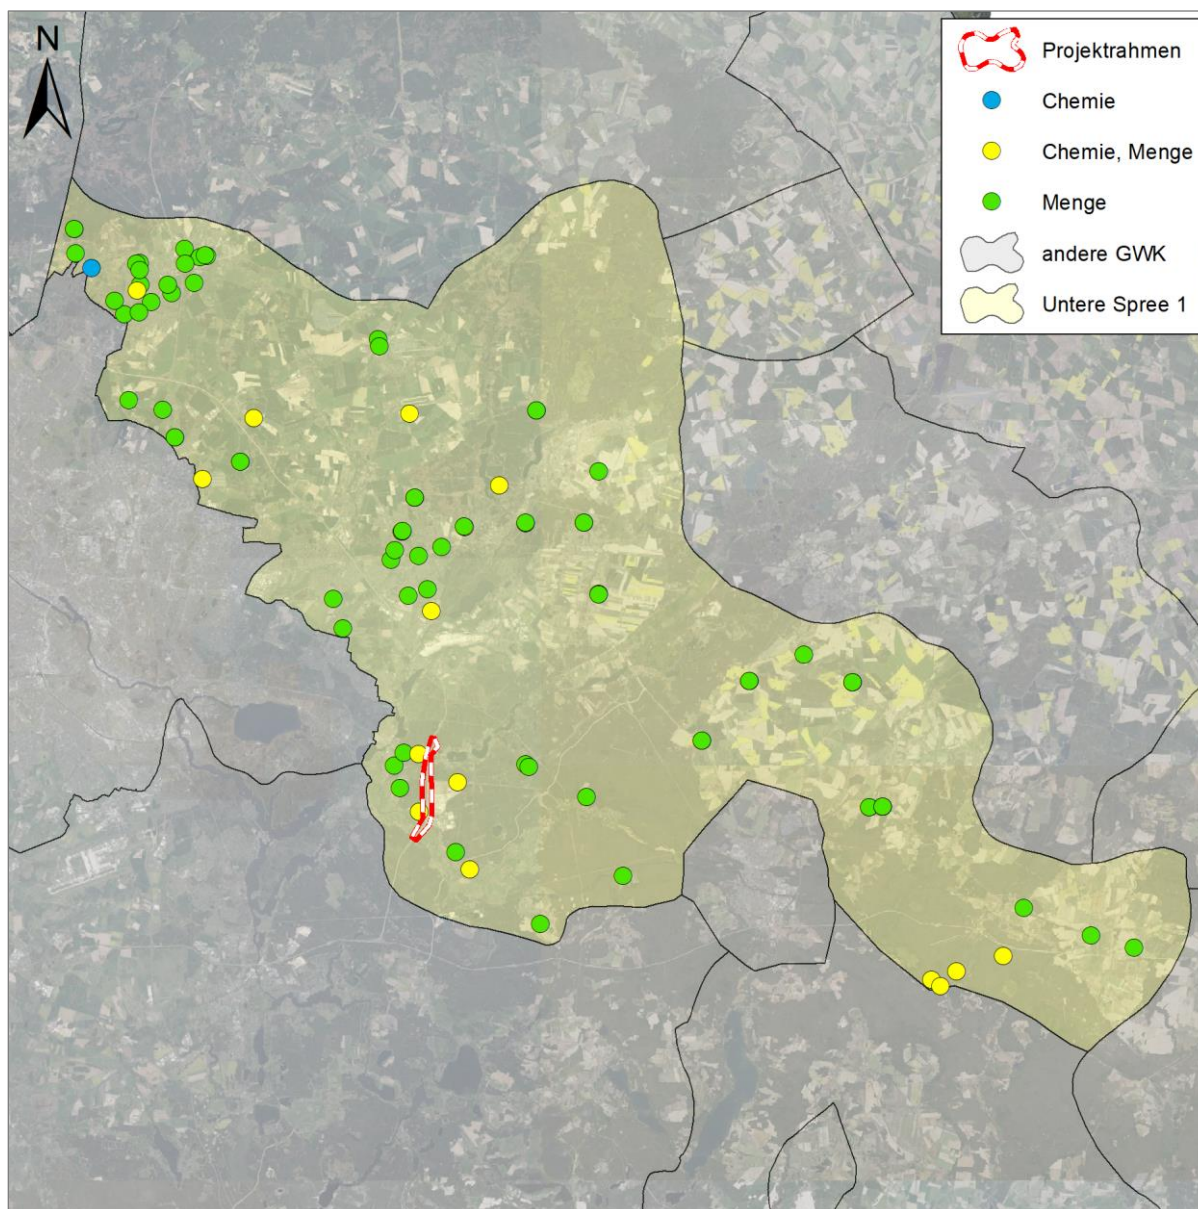 N
Projektrahmen
Chemie
Chemie, Menge
Menge
andere GWK
Untere Spree 1